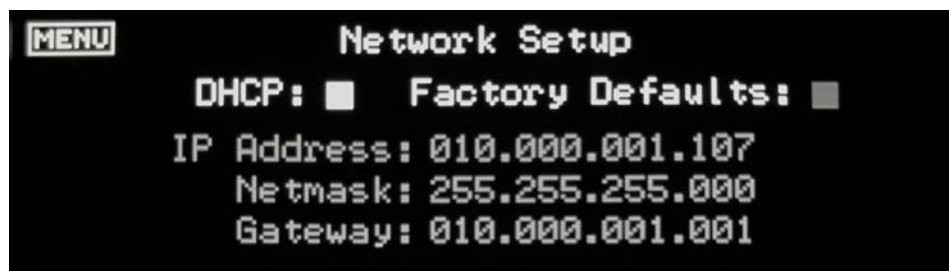 MENU Network Setup
DHCP: Factory Defaults:
IP Address: 010.000.001.107
Netmask: 255.255.255.000
Gateway: 010.000.001.001